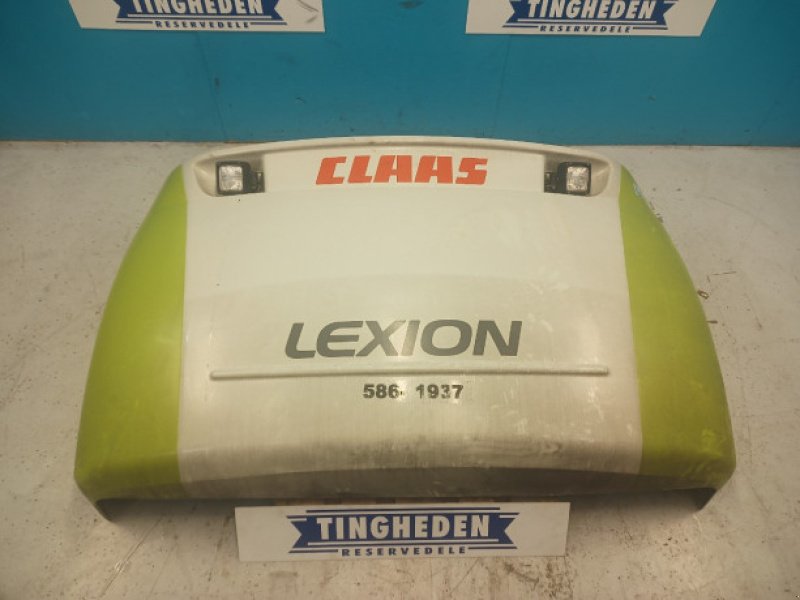 TINGHEDEN
RESERVEDELE
TINGHEDEN
RESERVEDELE
CLAAS
LEXION
586- 1937
TINGHEDEN
RESERVEDELE